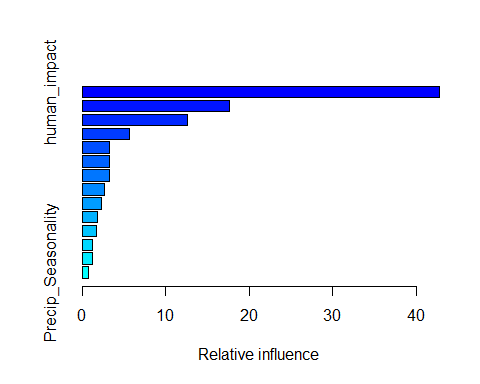 human_impact
Precip_Seasonality
0 10 20 30 40
Relative influence